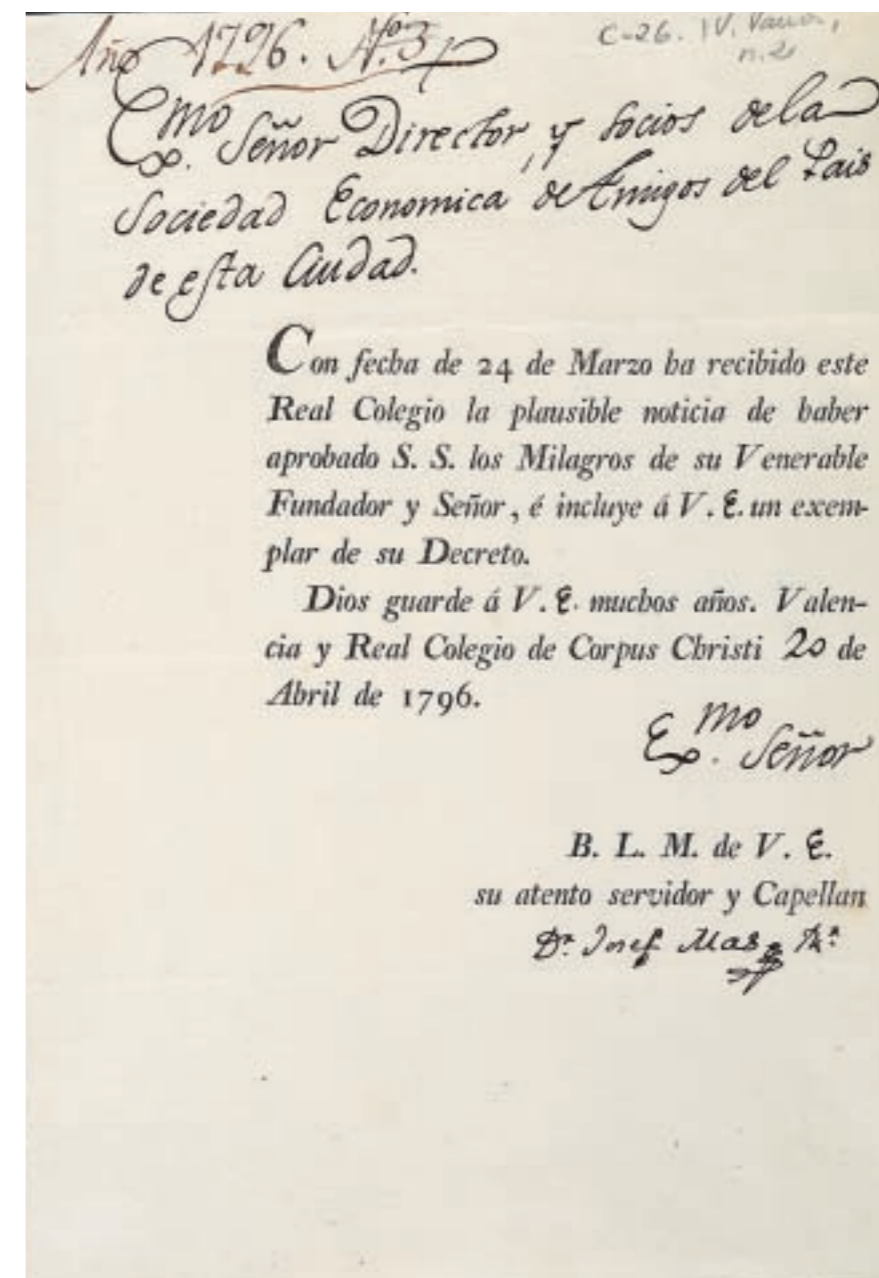 Año 1796. N.º 3
C-26. IV. Varios,
n.2
Ex.mo Señor Director, y Socios de la
Sociedad Economica de Amigos del Pais
de esta Ciudad.
Con fecha de 24 de Marzo ha recibido este
Real Colegio la plausible noticia de haber
aprobado S. S. los Milagros de su Venerable
Fundador y Señor, é incluye á V. E. un exem-
plar de su Decreto.
Dios guarde á V. E. muchos años. Valen-
cia y Real Colegio de Corpus Christi 20 de
Abril de 1796.
Ex.mo Señor
B. L. M. de V. E.
su atento servidor y Capellan
D.r Josef Mas